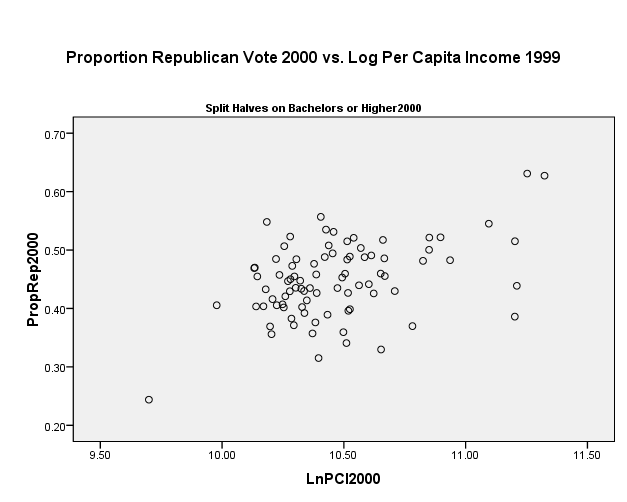 Proportion Republican Vote 2000 vs. Log Per Capita Income 1999
Split Halves on Bachelors or Higher2000
PropRep2000
0.70
0.60
0.50
0.40
0.30
0.20
9.50
10.00
10.50
11.00
11.50
LnPCI2000